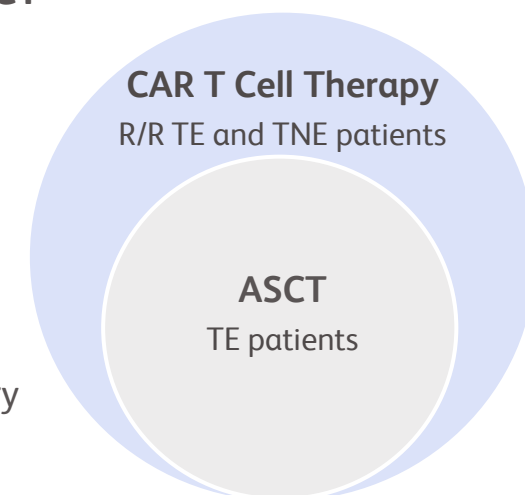 CAR T Cell Therapy
R/R TE and TNE patients
ASCT
TE patients